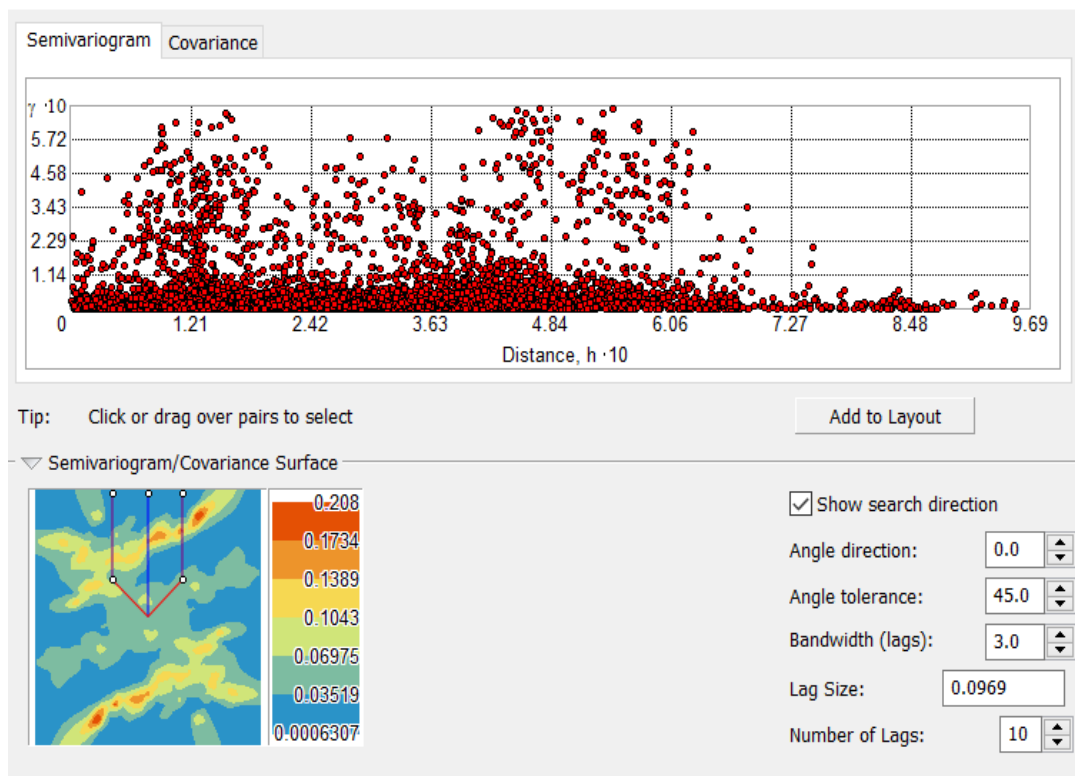 Semivariogram Covariance
γ ·10
5.72
4.58
3.43
2.29
1.14
0 1.21 2.42 3.63 4.84 6.06 7.27 8.48 9.69
Distance, h ·10
Tip: Click or drag over pairs to select Add to Layout
Semivariogram/Covariance Surface
0.208
0.1734
0.1389
0.1043
0.06975
0.03519
0.0006307
Show search direction
Angle direction: 0.0
Angle tolerance: 45.0
Bandwidth (lags): 3.0
Lag Size: 0.0969
Number of Lags: 10